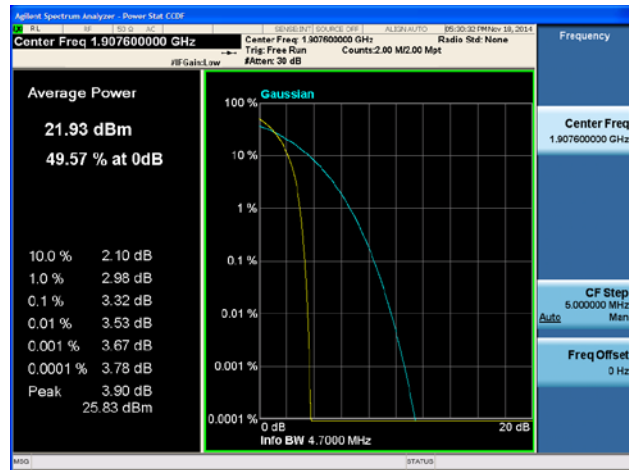 Agilent Spectrum Analyzer - Power Stat CCDF
RL RF 50 Ω AC SENSE:INT SOURCE OFF ALIGN AUTO 05:30:32 PM Nov 18, 2014
Center Freq 1.907600000 GHz
Center Freq: 1.907600000 GHz Radio Std: None
Trig: Free Run Counts:2.00 M/2.00 Mpt
#IFGain:Low #Atten: 30 dB
Frequency
Average Power
21.93 dBm
49.57 % at 0dB
10.0 % 2.10 dB
1.0 % 2.98 dB
0.1 % 3.32 dB
0.01 % 3.53 dB
0.001 % 3.67 dB
0.0001 % 3.78 dB
Peak 3.90 dB
25.83 dBm
Gaussian
100 %
10 %
1 %
0.1 %
0.01 %
0.001 %
0.0001 %
0 dB 20 dB
Info BW 4.7000 MHz
Center Freq
1.907600000 GHz
CF Step
5.000000 MHz
Auto Man
Freq Offset
0 Hz
MSG STATUS